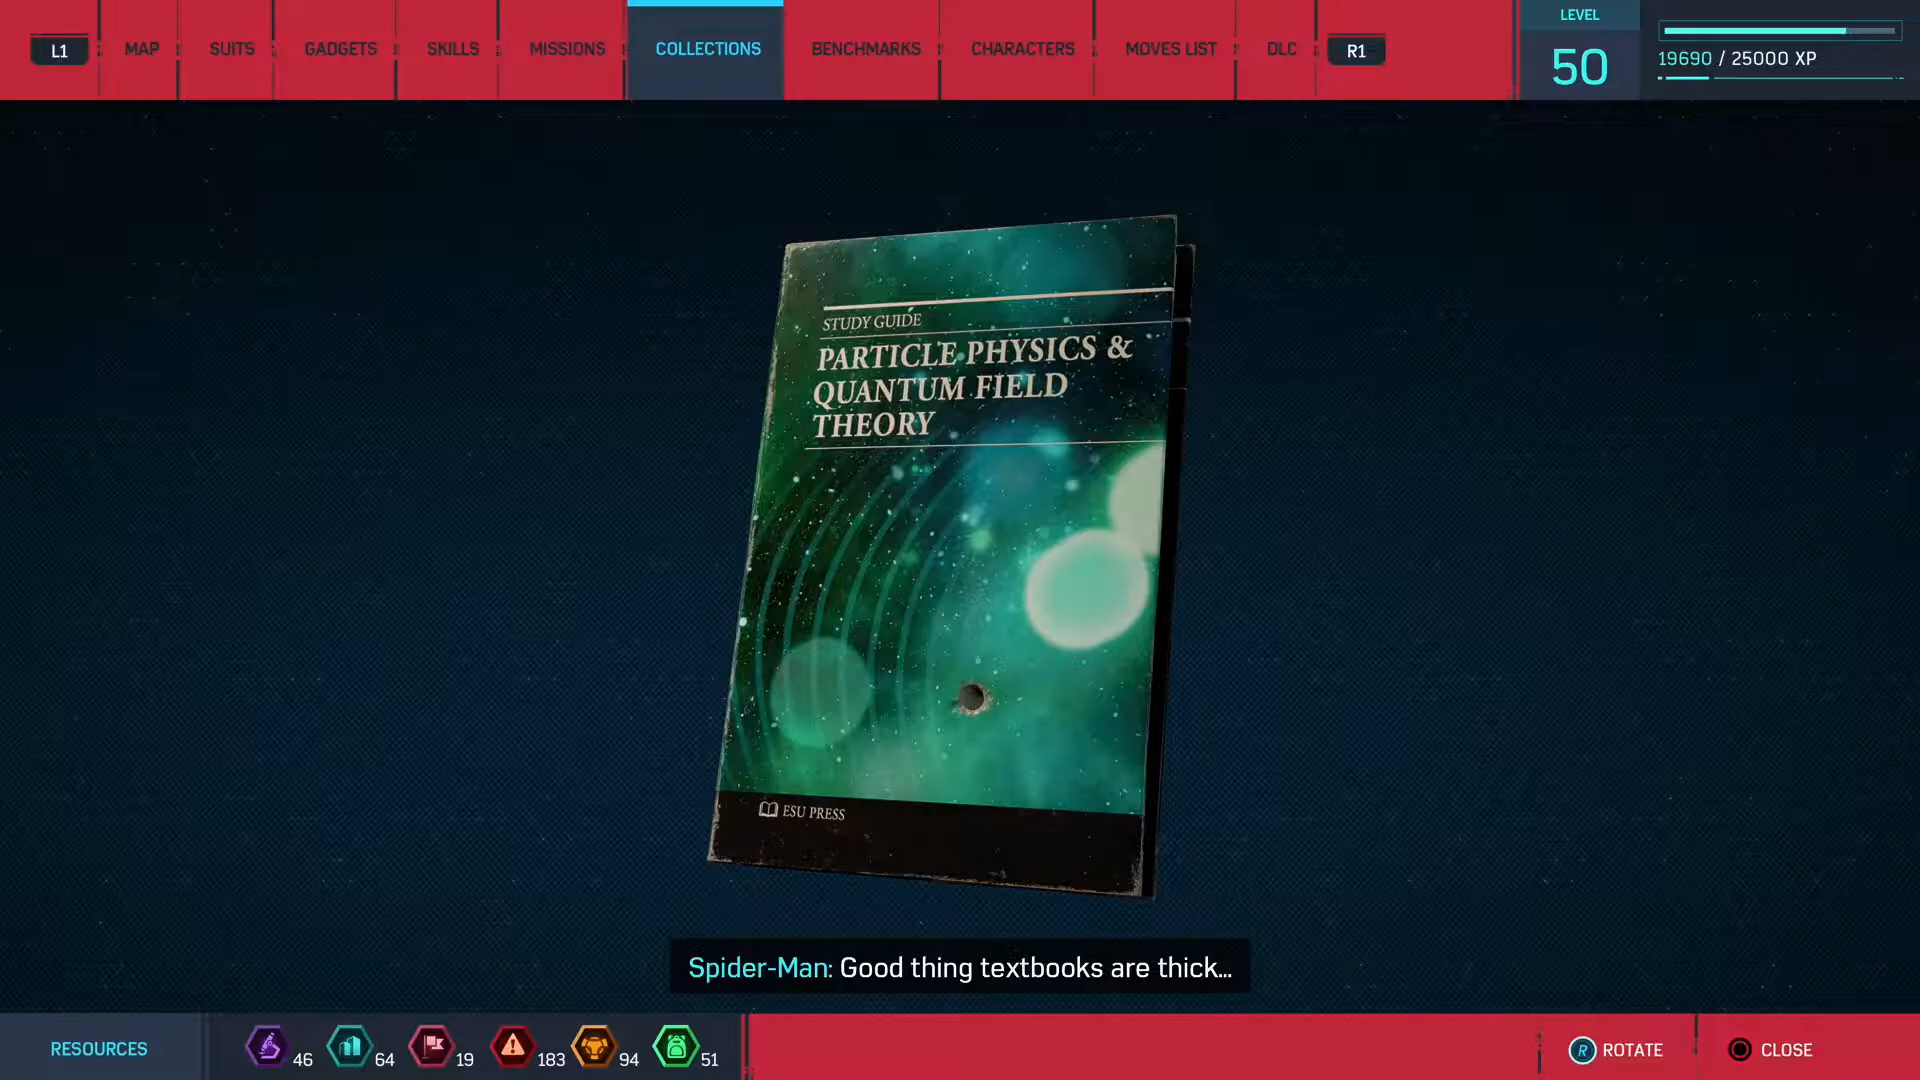 L1
MAP
SUITS
GADGETS
SKILLS
MISSIONS
COLLECTIONS
BENCHMARKS
CHARACTERS
MOVES LIST
DLC
R1
LEVEL
50
19690 / 25000 XP
STUDY GUIDE
PARTICLE PHYSICS &
QUANTUM FIELD
THEORY
ESU PRESS
Spider-Man: Good thing textbooks are thick...
RESOURCES
46
64
19
183
94
51
R ROTATE
CLOSE